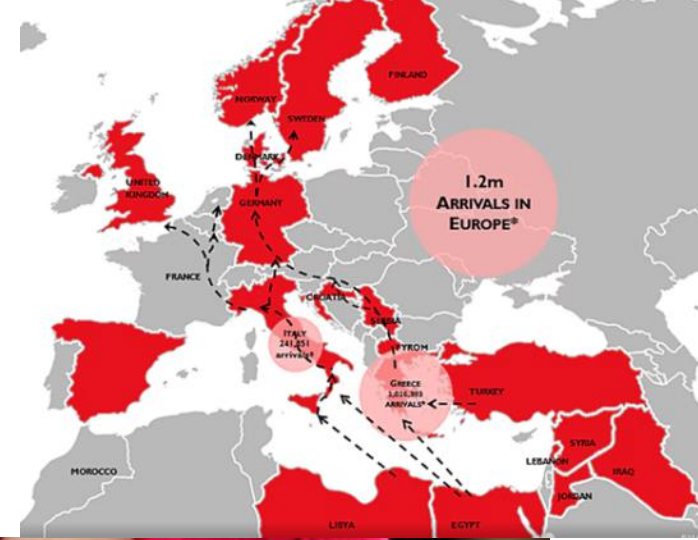 FINLAND
NORWAY
SWEDEN
DENMARK
UNITED
KINGDOM
GERMANY
1.2m
ARRIVALS IN
EUROPE*
FRANCE
CROATIA
SERBIA
ITALY
arrivals*
FYROM
GREECE
ARRIVALS*
TURKEY
SYRIA
LEBANON
IRAQ
JORDAN
MOROCCO
LIBYA
EGYPT